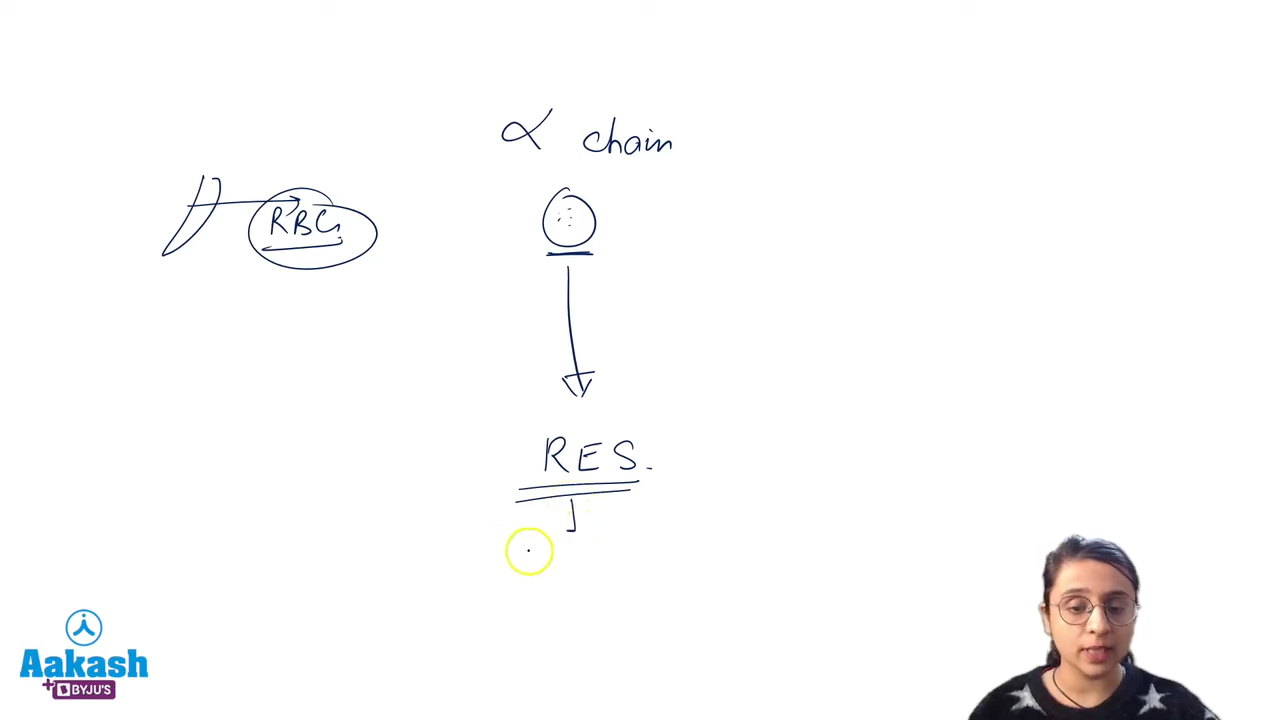 α chain
RBC
RES.
Aakash
+ BYJU'S